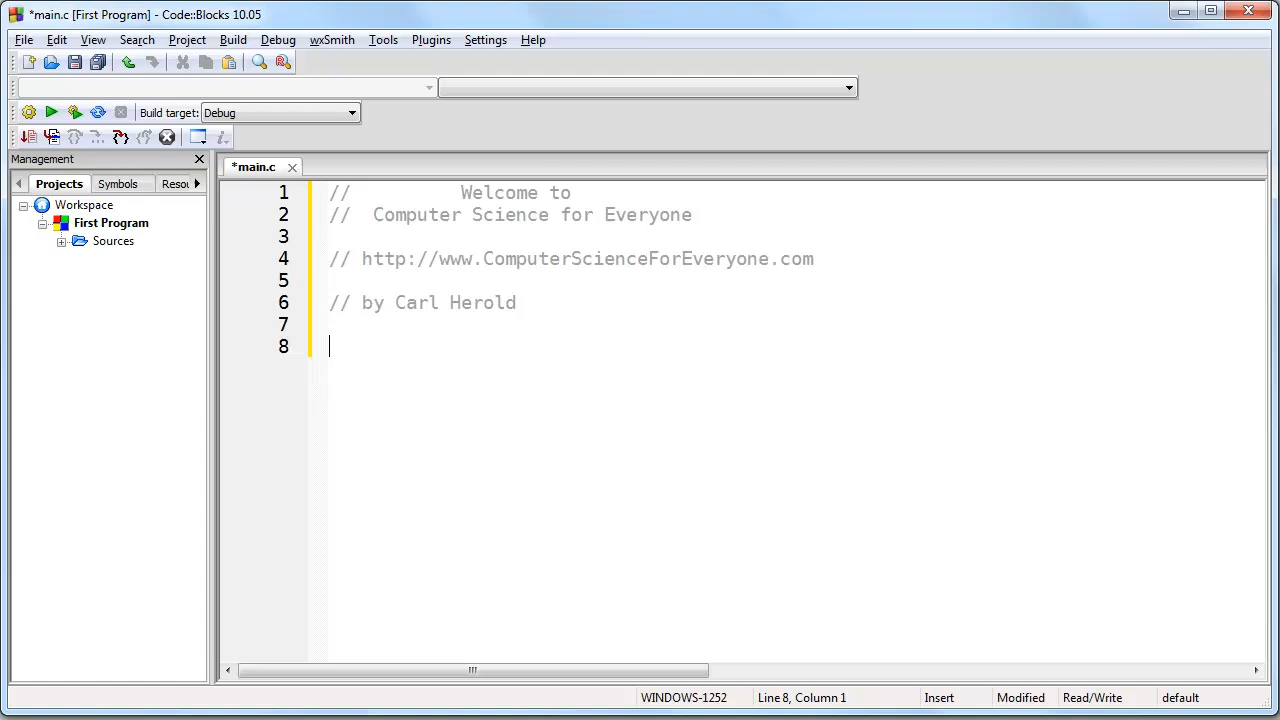 *main.c [First Program] - Code::Blocks 10.05
File Edit View Search Project Build Debug wxSmith Tools Plugins Settings Help
Build target: Debug
Management
*main.c
Projects Symbols Resou
Workspace
First Program
Sources
1 // Welcome to
2 // Computer Science for Everyone
3
4 // http://www.ComputerScienceForEveryone.com
5
6 // by Carl Herold
7
8
WINDOWS-1252 Line 8, Column 1 Insert Modified Read/Write default